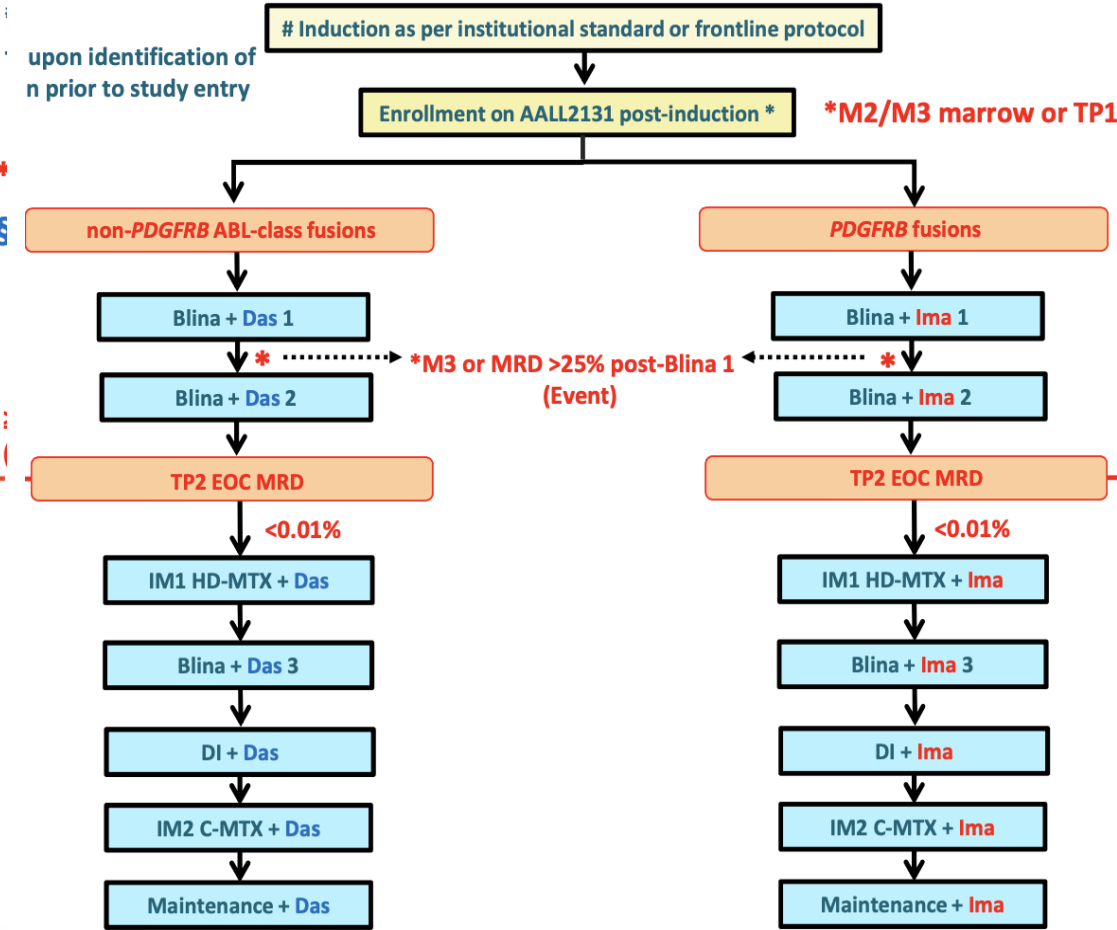 # Induction as per institutional standard or frontline protocol
upon identification of
n prior to study entry
Enrollment on AALL2131 post-induction *
*M2/M3 marrow or TP1
non-PDGFRB ABL-class fusions
PDGFRB fusions
Blina + Das 1
Blina + Ima 1
*
*M3 or MRD >25% post-Blina 1
(Event)
*
Blina + Das 2
Blina + Ima 2
TP2 EOC MRD
TP2 EOC MRD
<0.01%
<0.01%
IM1 HD-MTX + Das
IM1 HD-MTX + Ima
Blina + Das 3
Blina + Ima 3
DI + Das
DI + Ima
IM2 C-MTX + Das
IM2 C-MTX + Ima
Maintenance + Das
Maintenance + Ima